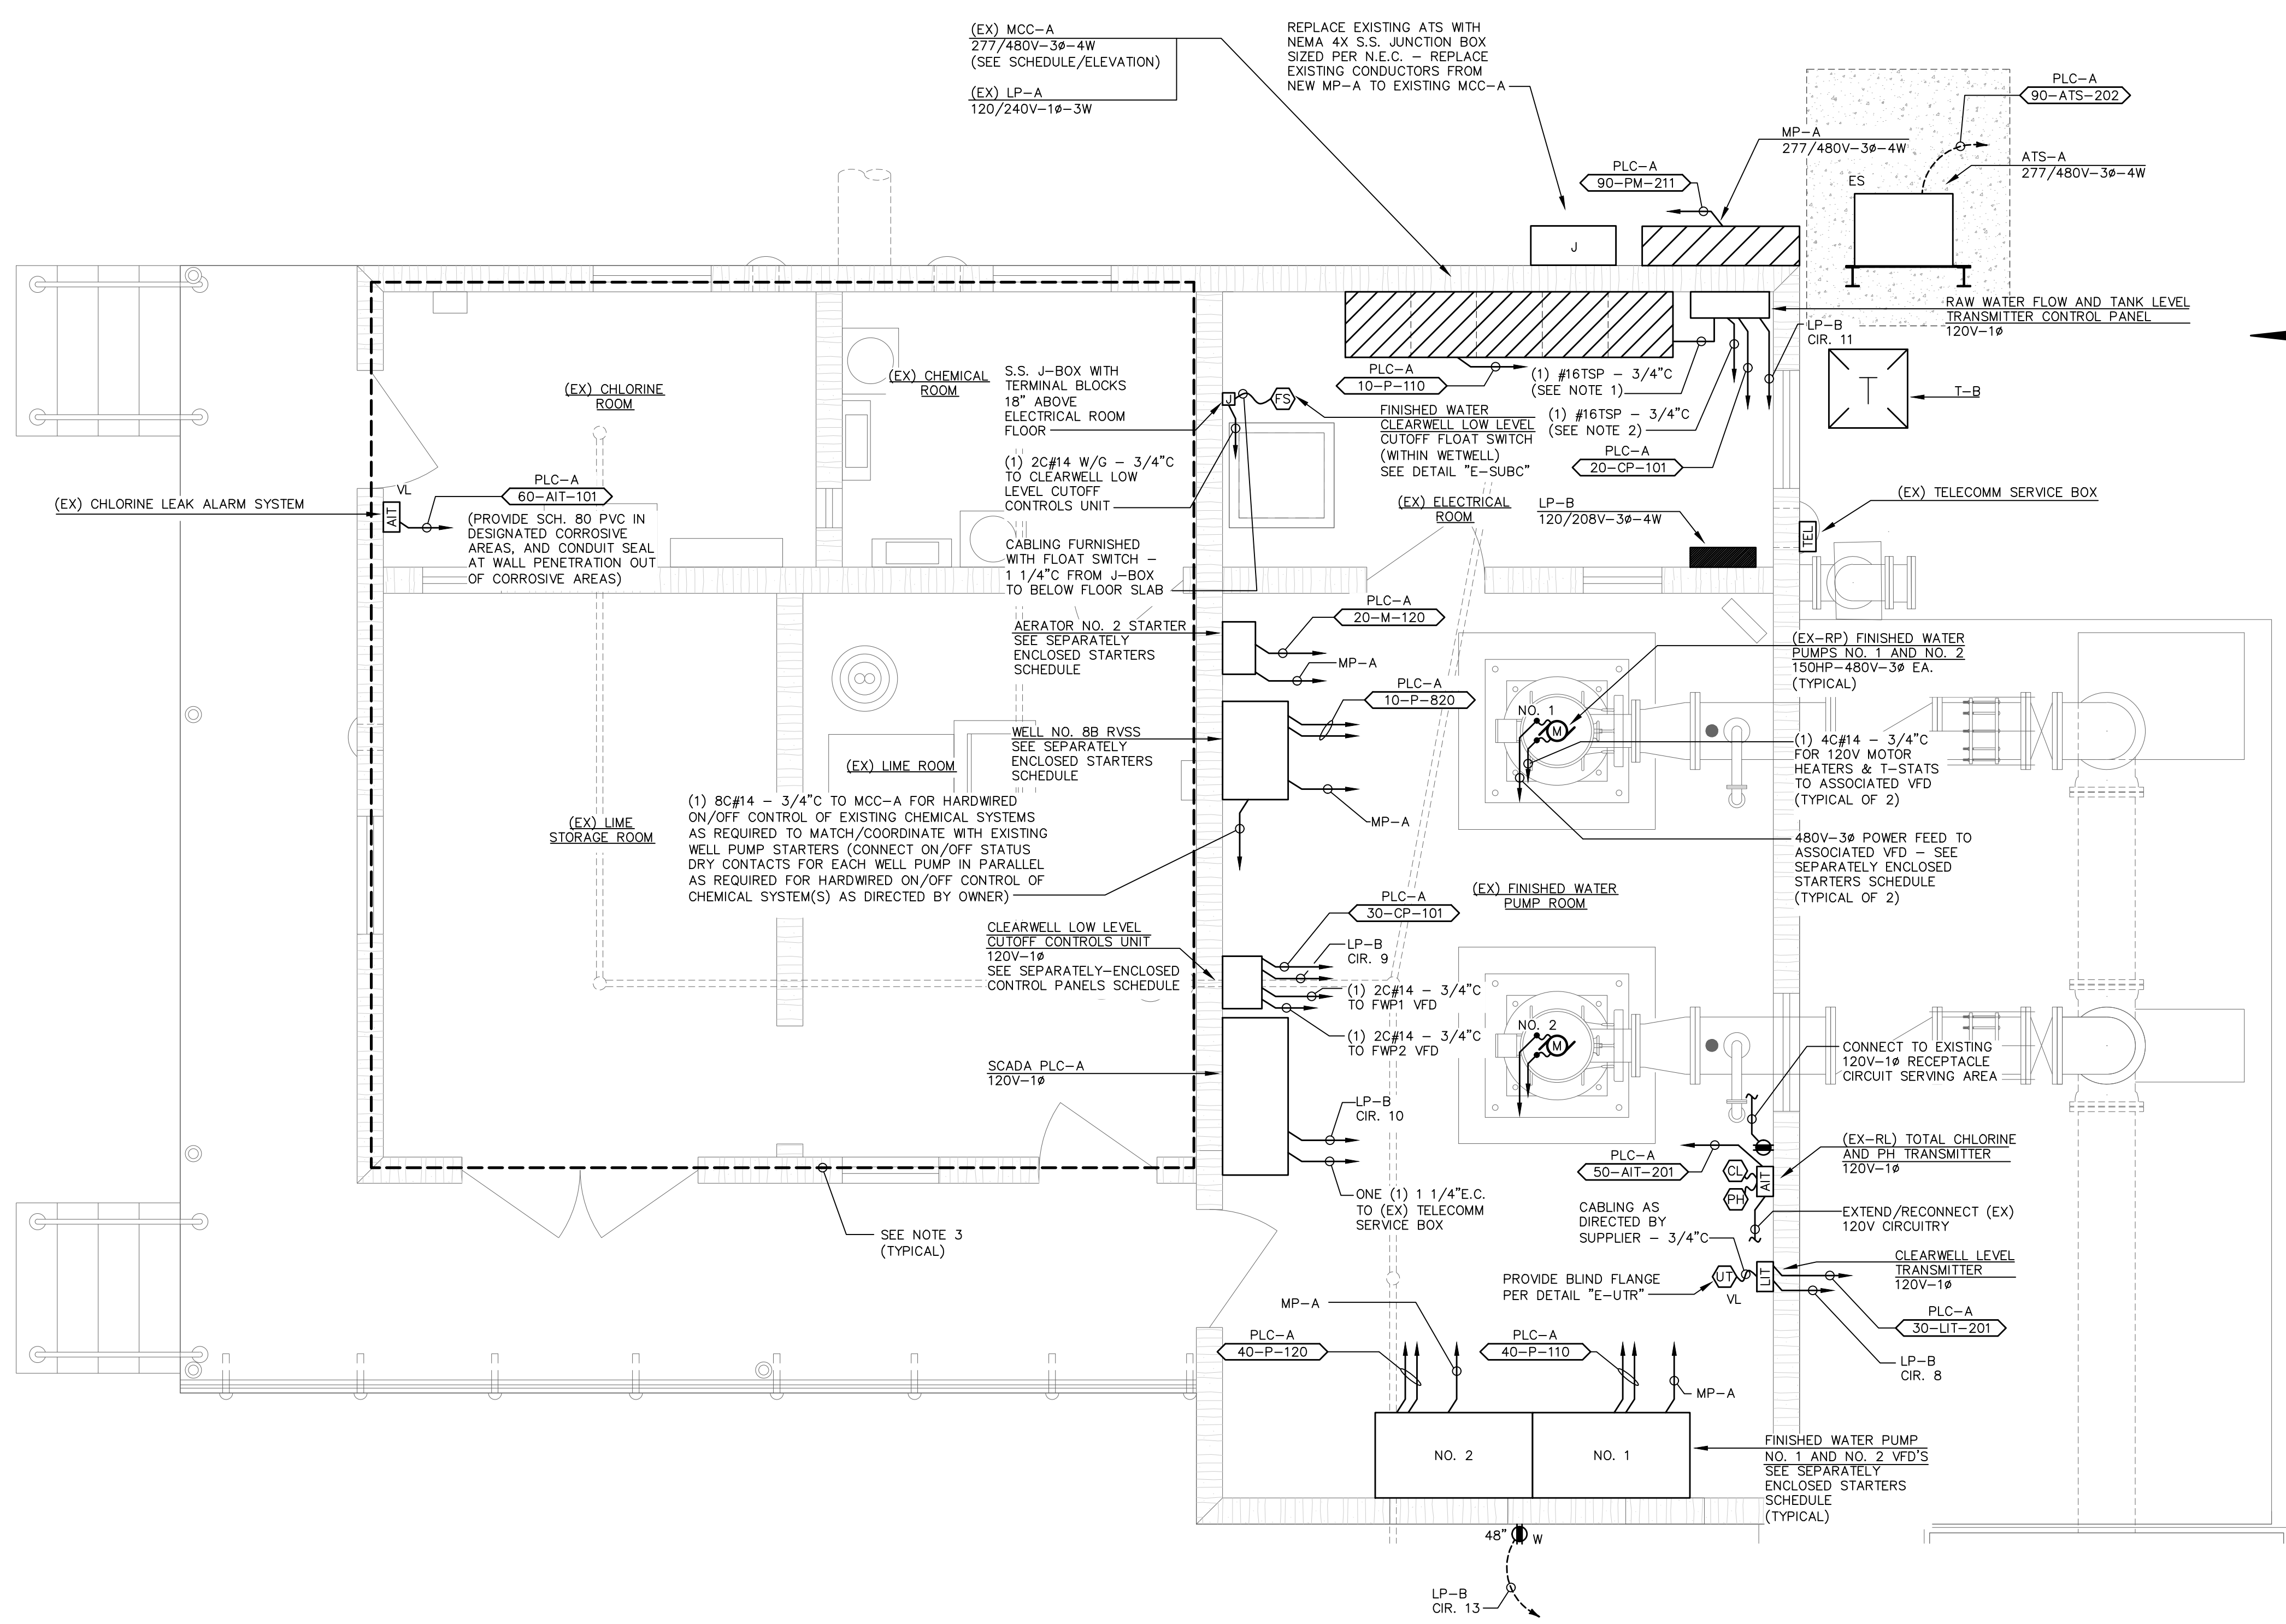 (EX) MCC-A
277/480V-3ø-4W
(SEE SCHEDULE/ELEVATION)
(EX) LP-A
120/240V-1ø-3W
REPLACE EXISTING ATS WITH
NEMA 4X S.S. JUNCTION BOX
SIZED PER N.E.C. - REPLACE
EXISTING CONDUCTORS FROM
NEW MP-A TO EXISTING MCC-A
PLC-A
90-ATS-202
MP-A
277/480V-3ø-4W
ATS-A
277/480V-3ø-4W
PLC-A
90-PM-211
ES
J
RAW WATER FLOW AND TANK LEVEL
TRANSMITTER CONTROL PANEL
120V-1ø
LP-B
CIR. 11
T
T-B
PLC-A
10-P-110
(1) #16TSP - 3/4"C
(SEE NOTE 1)
(1) #16TSP - 3/4"C
(SEE NOTE 2)
PLC-A
20-CP-101
FINISHED WATER
CLEARWELL LOW LEVEL
CUTOFF FLOAT SWITCH
(WITHIN WETWELL)
SEE DETAIL "E-SUBC"
J
FS
S.S. J-BOX WITH
TERMINAL BLOCKS
18" ABOVE
ELECTRICAL ROOM
FLOOR
(1) 2C#14 W/G - 3/4"C
TO CLEARWELL LOW
LEVEL CUTOFF
CONTROLS UNIT
CABLING FURNISHED
WITH FLOAT SWITCH -
1 1/4"C FROM J-BOX
TO BELOW FLOOR SLAB
(EX) CHLORINE
ROOM
(EX) CHEMICAL
ROOM
(EX) CHLORINE LEAK ALARM SYSTEM
VL
AIT
PLC-A
60-AIT-101
(PROVIDE SCH. 80 PVC IN
DESIGNATED CORROSIVE
AREAS, AND CONDUIT SEAL
AT WALL PENETRATION OUT
OF CORROSIVE AREAS)
(EX) ELECTRICAL
ROOM
LP-B
120/208V-3ø-4W
(EX) TELECOMM SERVICE BOX
TEL
AERATOR NO. 2 STARTER
SEE SEPARATELY
ENCLOSED STARTERS
SCHEDULE
PLC-A
20-M-120
MP-A
PLC-A
10-P-820
WELL NO. 8B RVSS
SEE SEPARATELY
ENCLOSED STARTERS
SCHEDULE
MP-A
(EX-RP) FINISHED WATER
PUMPS NO. 1 AND NO. 2
150HP-480V-3ø EA.
(TYPICAL)
NO. 1
M
(1) 4C#14 - 3/4"C
FOR 120V MOTOR
HEATERS & T-STATS
TO ASSOCIATED VFD
(TYPICAL OF 2)
480V-3ø POWER FEED TO
ASSOCIATED VFD - SEE
SEPARATELY ENCLOSED
STARTERS SCHEDULE
(TYPICAL OF 2)
(EX) LIME ROOM
(EX) LIME
STORAGE ROOM
(1) 8C#14 - 3/4"C TO MCC-A FOR HARDWIRED
ON/OFF CONTROL OF EXISTING CHEMICAL SYSTEMS
AS REQUIRED TO MATCH/COORDINATE WITH EXISTING
WELL PUMP STARTERS (CONNECT ON/OFF STATUS
DRY CONTACTS FOR EACH WELL PUMP IN PARALLEL
AS REQUIRED FOR HARDWIRED ON/OFF CONTROL OF
CHEMICAL SYSTEM(S) AS DIRECTED BY OWNER)
(EX) FINISHED WATER
PUMP ROOM
CLEARWELL LOW LEVEL
CUTOFF CONTROLS UNIT
120V-1ø
SEE SEPARATELY-ENCLOSED
CONTROL PANELS SCHEDULE
PLC-A
30-CP-101
LP-B
CIR. 9
(1) 2C#14 - 3/4"C
TO FWP1 VFD
(1) 2C#14 - 3/4"C
TO FWP2 VFD
NO. 2
M
SCADA PLC-A
120V-1ø
LP-B
CIR. 10
ONE (1) 1 1/4"E.C.
TO (EX) TELECOMM
SERVICE BOX
CONNECT TO EXISTING
120V-1ø RECEPTACLE
CIRCUIT SERVING AREA
(EX-RL) TOTAL CHLORINE
AND PH TRANSMITTER
120V-1ø
PLC-A
50-AIT-201
CL
PH
AIT
EXTEND/RECONNECT (EX)
120V CIRCUITRY
CABLING AS
DIRECTED BY
SUPPLIER - 3/4"C
CLEARWELL LEVEL
TRANSMITTER
120V-1ø
UT
LIT
VL
PROVIDE BLIND FLANGE
PER DETAIL "E-UTR"
PLC-A
30-LIT-201
LP-B
CIR. 8
SEE NOTE 3
(TYPICAL)
MP-A
PLC-A
40-P-120
PLC-A
40-P-110
MP-A
NO. 2
NO. 1
FINISHED WATER PUMP
NO. 1 AND NO. 2 VFD'S
SEE SEPARATELY
ENCLOSED STARTERS
SCHEDULE
(TYPICAL)
48"
W
LP-B
CIR. 13